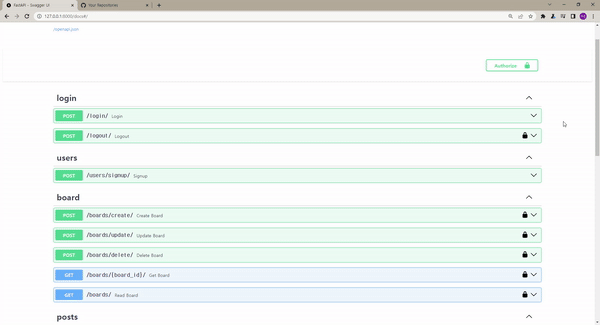 FastAPI - Swagger UI
Your Repositories
127.0.0.1:8000/docs#/
/openapi.json
Authorize
login
POST /login/ Login
POST /logout/ Logout
users
POST /users/signup/ Signup
board
POST /boards/create/ Create Board
POST /boards/update/ Update Board
POST /boards/delete/ Delete Board
GET /boards/{board_id}/ Get Board
GET /boards/ Read Board
posts